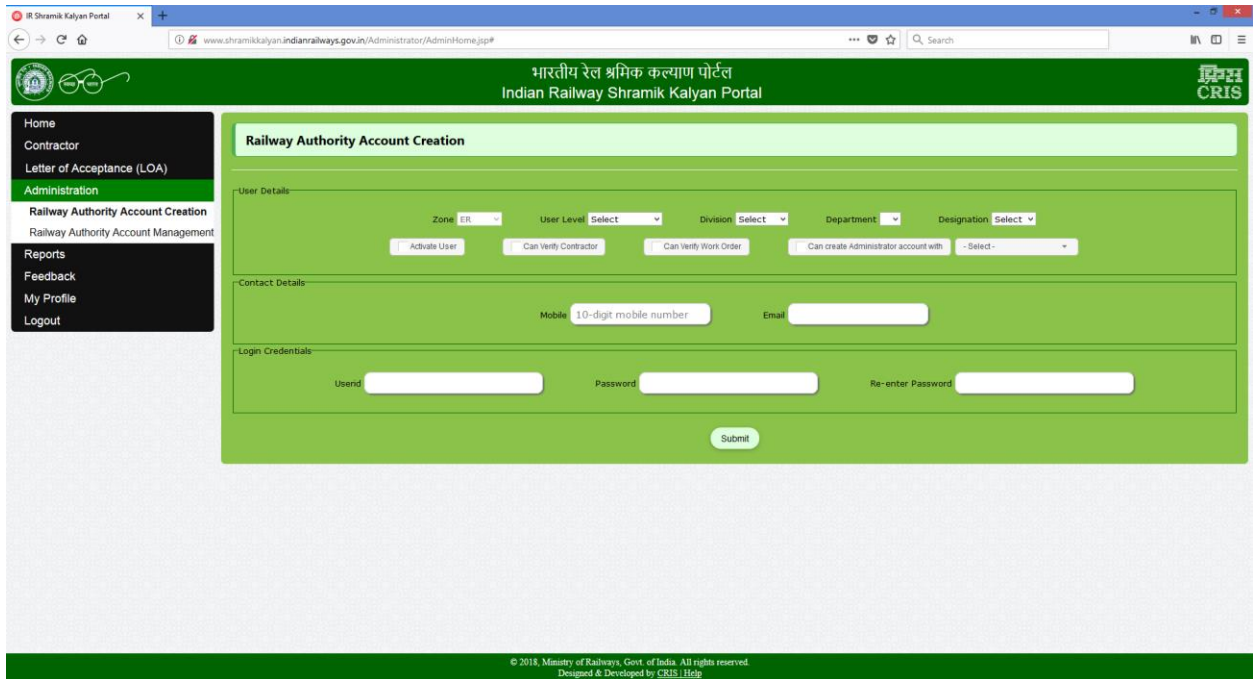 IR Shramik Kalyan Portal
www.shramikkalyan.indianrailways.gov.in/Administrator/AdminHome.jsp#
Search
भारतीय रेल श्रमिक कल्याण पोर्टल
Indian Railway Shramik Kalyan Portal
क्रिस
CRIS
Home
Contractor
Letter of Acceptance (LOA)
Administration
Railway Authority Account Creation
Railway Authority Account Management
Reports
Feedback
My Profile
Logout
Railway Authority Account Creation
User Details
Zone ER User Level Select Division Select Department Designation Select
Activate User Can Verify Contractor Can Verify Work Order Can create Administrator account with - Select -
Contact Details
Mobile 10-digit mobile number Email
Login Credentials
Userid Password Re-enter Password
Submit
© 2018, Ministry of Railways, Govt. of India. All rights reserved.
Designed & Developed by CRIS | Help